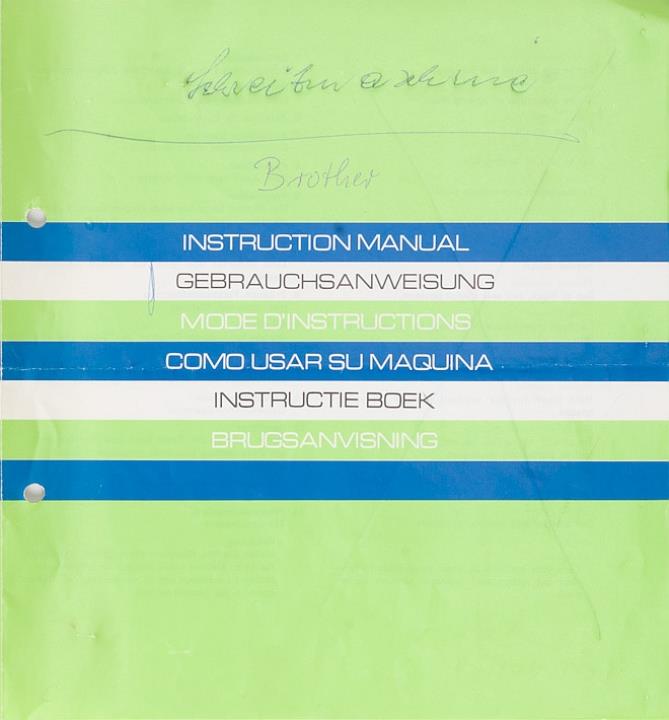 Schreibmaschine
Brother
INSTRUCTION MANUAL
GEBRAUCHSANWEISUNG
MODE D'INSTRUCTIONS
COMO USAR SU MAQUINA
INSTRUCTIE BOEK
BRUGSANVISNING